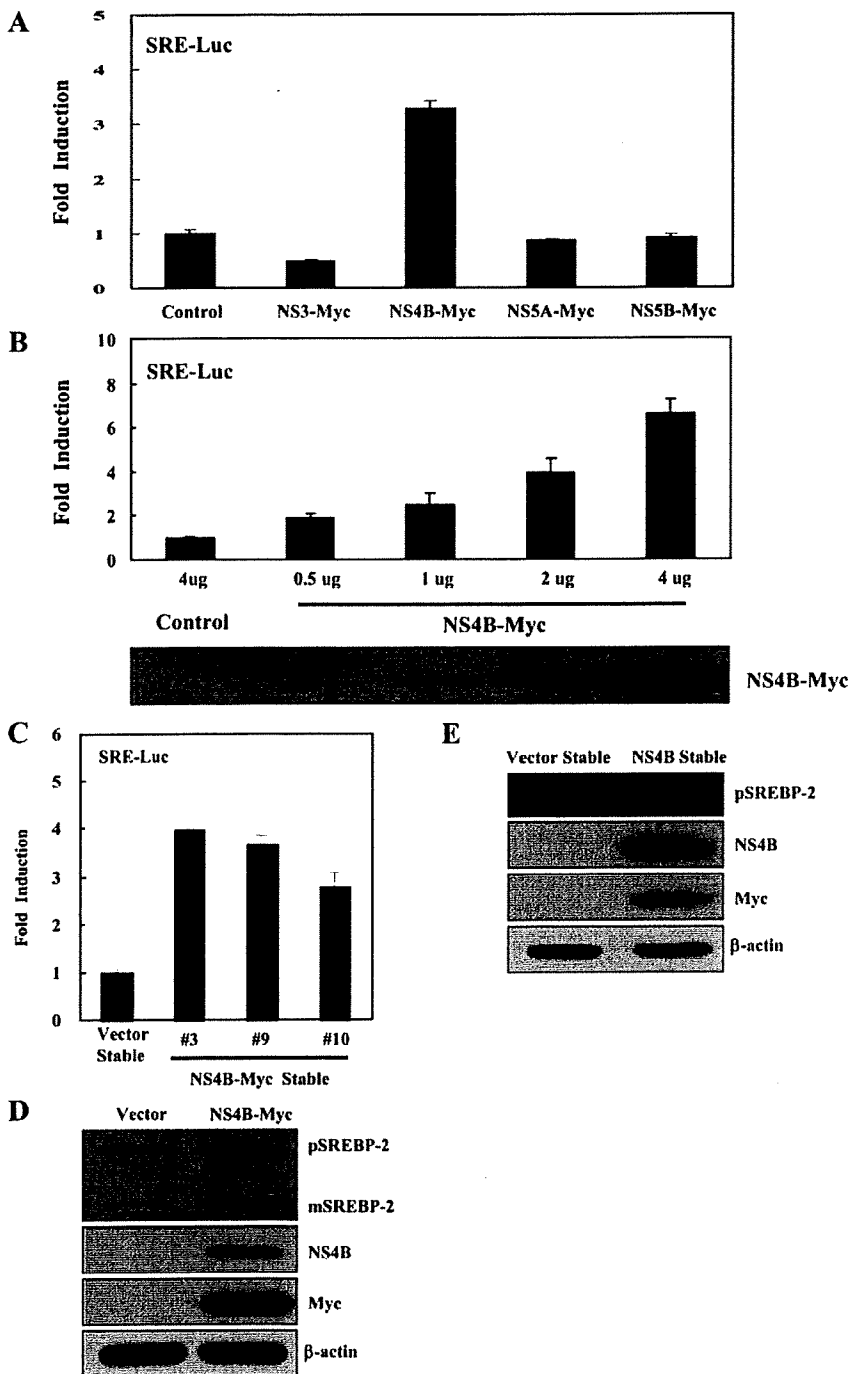 A
SRE-Luc
Fold Induction
5
4
3
2
1
0
Control NS3-Myc NS4B-Myc NS5A-Myc NS5B-Myc
B
SRE-Luc
Fold Induction
10
8
6
4
2
0
4ug 0.5 ug 1 ug 2 ug 4 ug
Control NS4B-Myc
NS4B-Myc
C
SRE-Luc
Fold Induction
6
5
4
3
2
1
0
Vector
Stable
#3 #9 #10
NS4B-Myc Stable
E
Vector Stable NS4B Stable
pSREBP-2
NS4B
Myc
β-actin
D
Vector NS4B-Myc
pSREBP-2
mSREBP-2
NS4B
Myc
β-actin